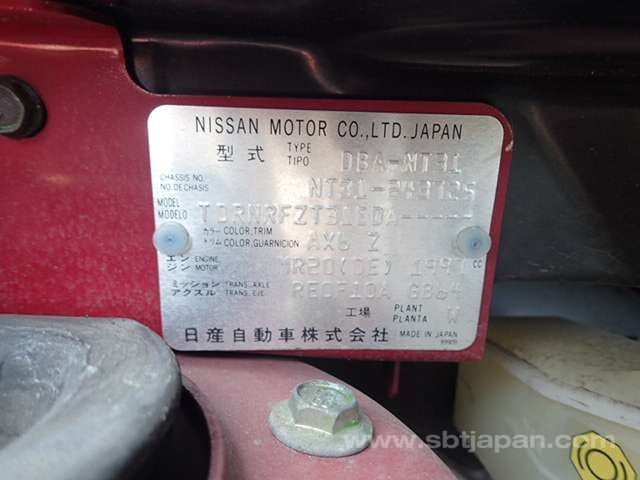 NISSAN MOTOR CO.,LTD.JAPAN
型式 TYPE TIPO DBA-NT31
CHASSIS NO. NO.DECHASIS
MODEL MODELO
カラー COLOR,TRIM
トリム COLOR,GUARNICION AX6 Z
エン ENGINE
ジン MOTOR MR20(DE) 1997 CC
ミッション TRANS. AXLE
アクスル TRANS. EJE RE0F10A
工場 PLANT PLANTA W
日産自動車株式会社 MADE IN JAPAN
www.sbtjapan.com